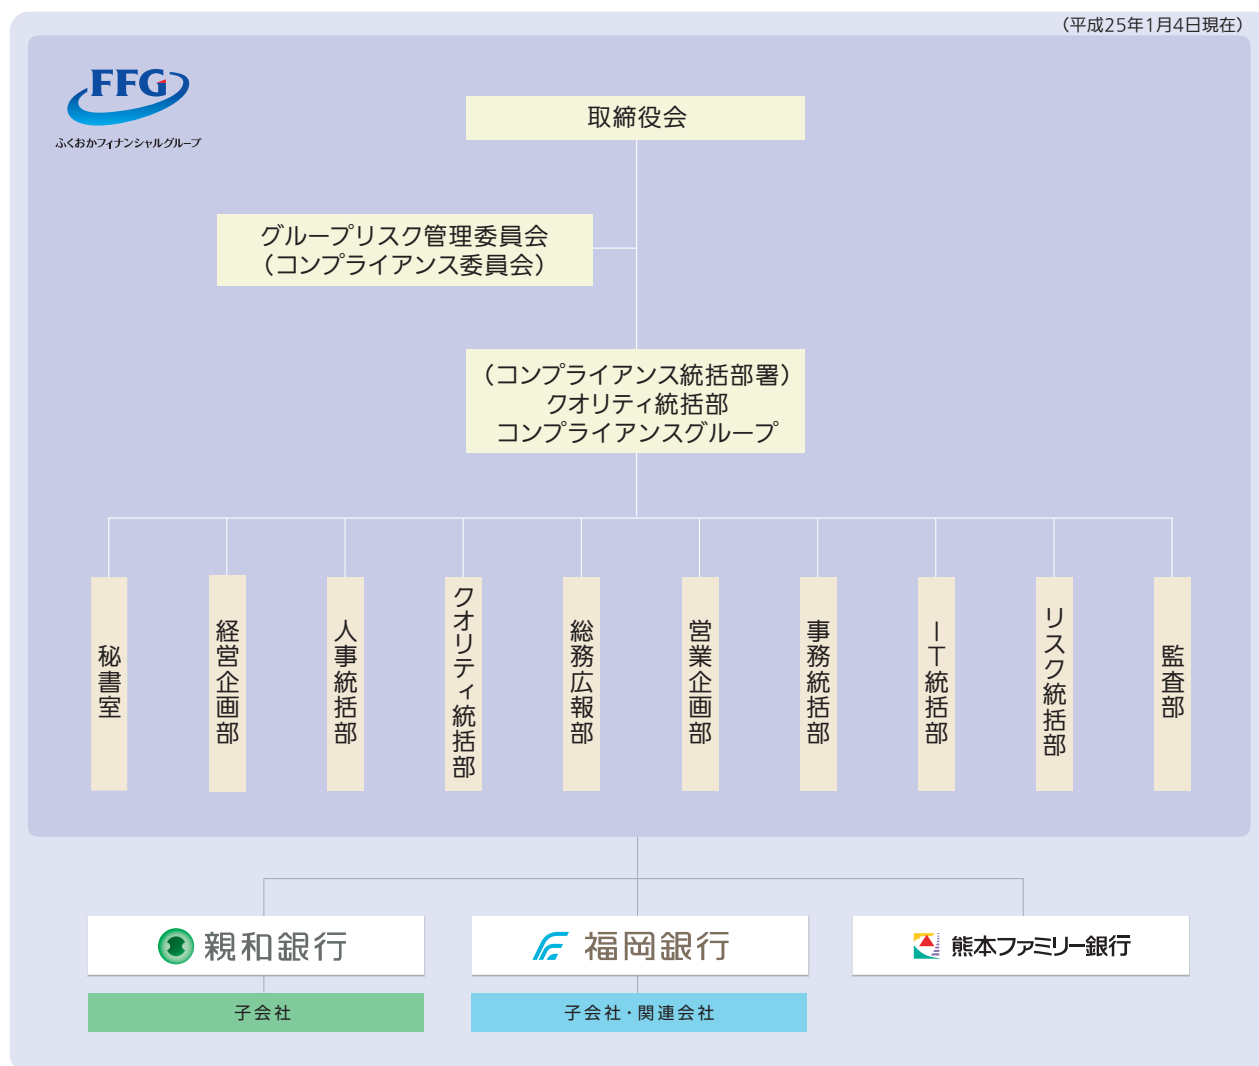 （平成25年1月4日現在）
FFG
ふくおかフィナンシャルグループ
取締役会
グループリスク管理委員会
（コンプライアンス委員会）
（コンプライアンス統括部署）
クオリティ統括部
コンプライアンスグループ
秘書室
経営企画部
人事統括部
クオリティ統括部
総務広報部
営業企画部
事務統括部
IT統括部
リスク統括部
監査部
親和銀行
福岡銀行
熊本ファミリー銀行
子会社
子会社・関連会社